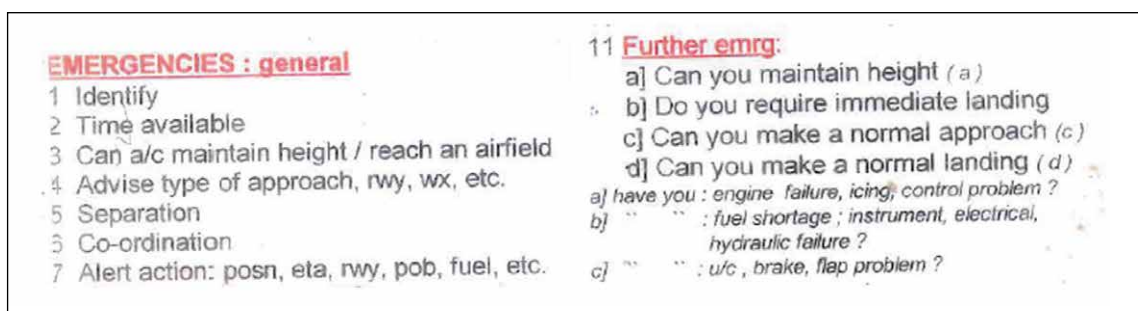 EMERGENCIES : general
1 Identify
2 Time available
3 Can a/c maintain height / reach an airfield
4 Advise type of approach, rwy, wx, etc.
5 Separation
6 Co-ordination
7 Alert action: posn, eta, rwy, pob, fuel, etc.
11 Further emrg:
a] Can you maintain height (a)
b] Do you require immediate landing
c] Can you make a normal approach (c)
d] Can you make a normal landing (d)
a] have you : engine failure, icing, control problem ?
b] " " : fuel shortage ; instrument, electrical,
hydraulic failure ?
c] " " : u/c , brake, flap problem ?